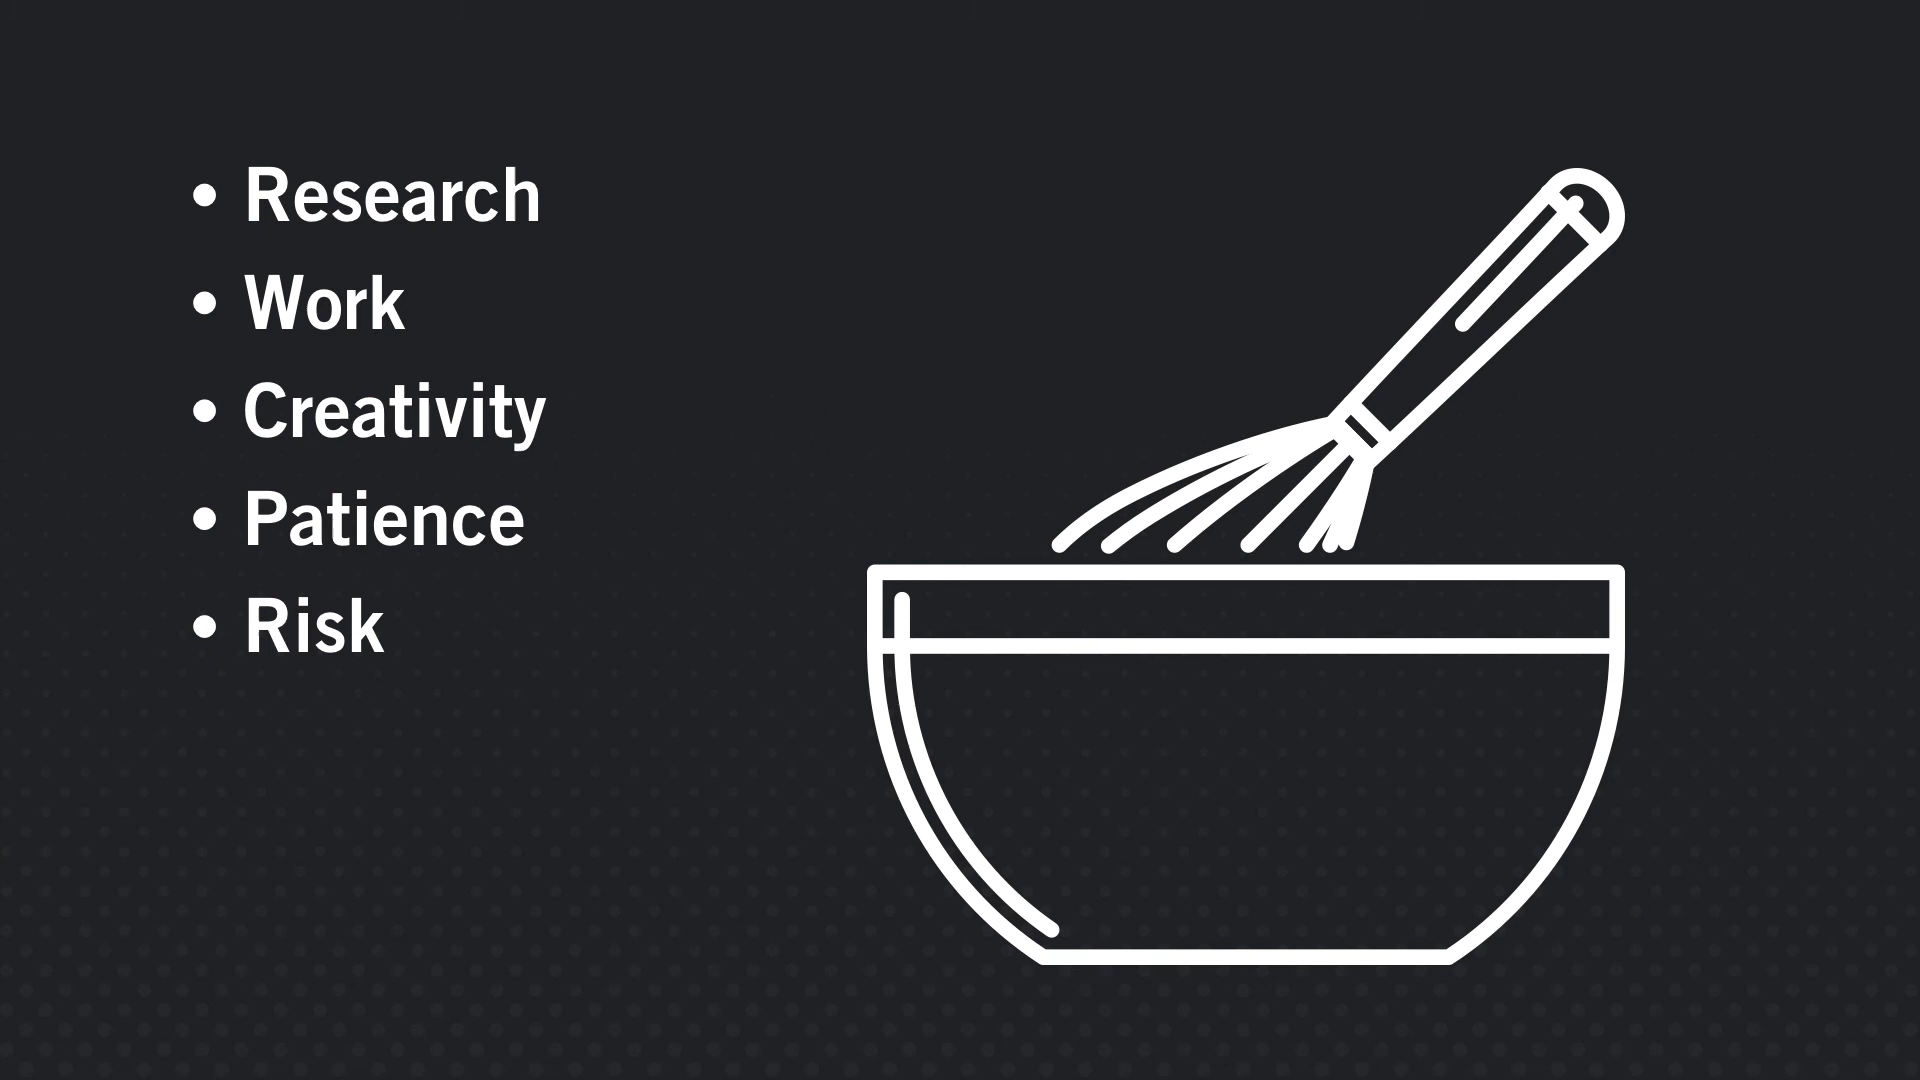 • Research
• Work
• Creativity
• Patience
• Risk